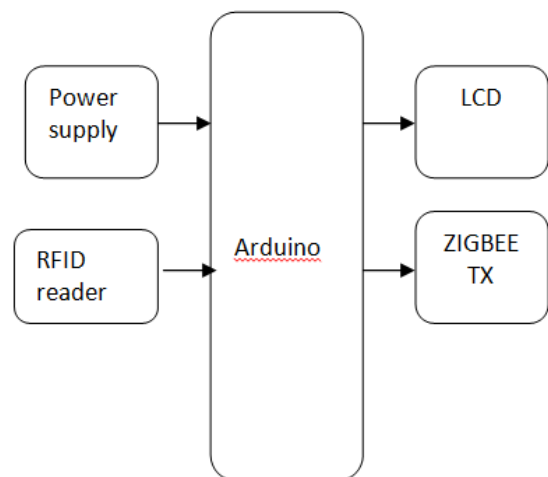 Power
supply
LCD
RFID
reader
Arduino
ZIGBEE
TX